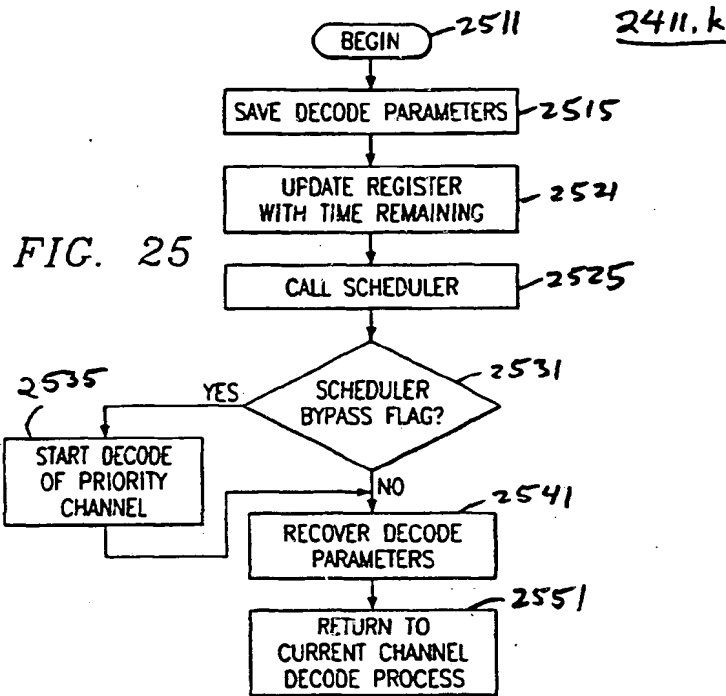 BEGIN
2511
2411.k
SAVE DECODE PARAMETERS
2515
UPDATE REGISTER
WITH TIME REMAINING
2521
FIG. 25
CALL SCHEDULER
2525
2535
YES
SCHEDULER
BYPASS FLAG?
2531
START DECODE
OF PRIORITY
CHANNEL
NO
2541
RECOVER DECODE
PARAMETERS
2551
RETURN TO
CURRENT CHANNEL
DECODE PROCESS